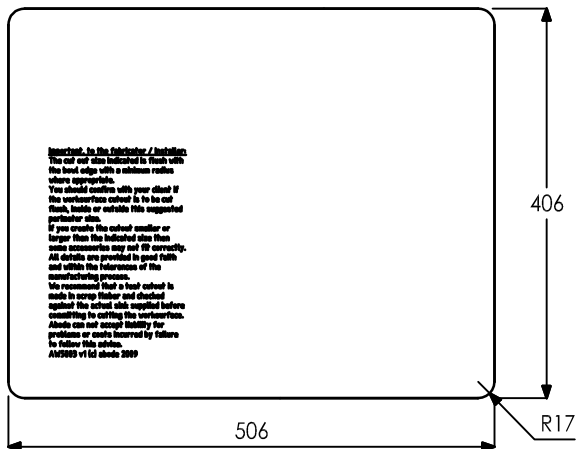 Important, to the fabricator / installer:
The cut out size indicated is flush with
the bowl edge with a minimum radius
where appropriate.
You should confirm with your client if
the worksurface cutout is to be cut
flush, inside or outside this suggested
perimeter size.
If you create the cutout smaller or
larger than the indicated size then
some accessories may not fit correctly.
All details are provided in good faith
and within the tolerances of the
manufacturing process.
We recommend that a test cutout is
made in scrap timber and checked
against the actual sink supplied before
committing to cutting the worksurface.
Abode can not accept liability for
problems or costs incurred by failure
to follow this advise.
AW5003 v1 (c) abode 2009
406
506
R17